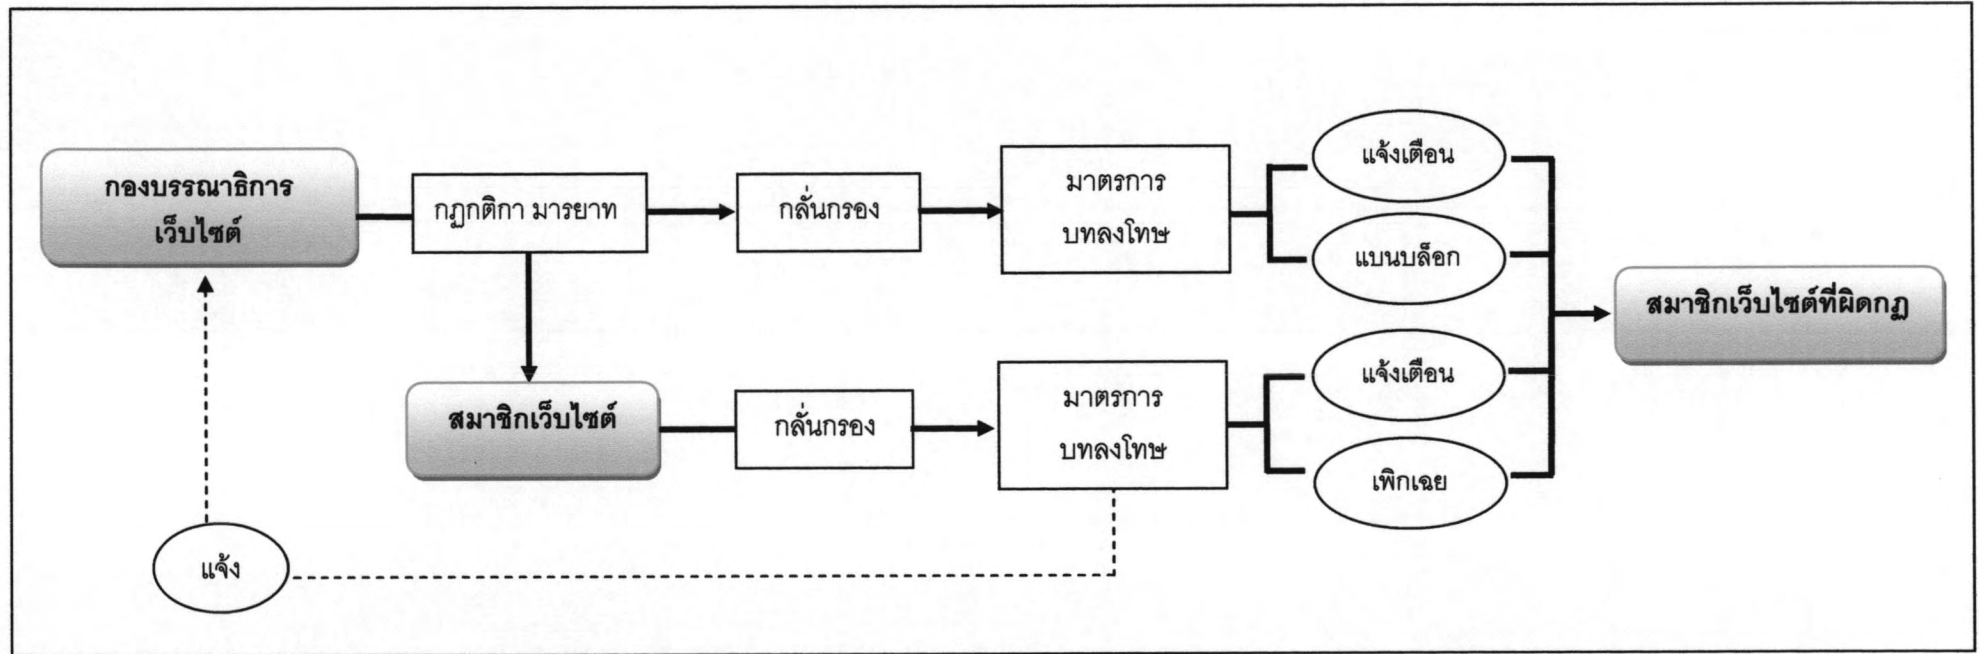 กองบรรณาธิการ
เว็บไซต์
กฏกติกา มารยาท
กลั่นกรอง
มาตรการ
บทลงโทษ
แจ้งเตือน
แบนบล็อก
สมาชิกเว็บไซต์ที่ผิดกฏ
สมาชิกเว็บไซต์
กลั่นกรอง
มาตรการ
บทลงโทษ
แจ้งเตือน
เพิกเฉย
แจ้ง